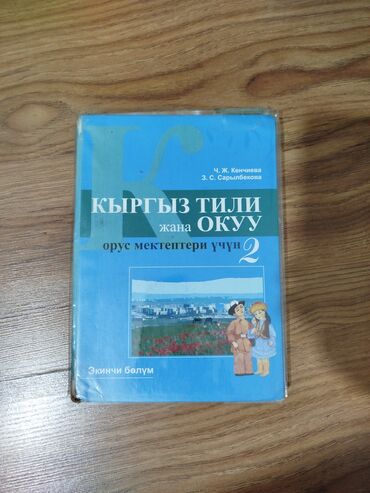 К
Ч. Ж. Кенчиева
З. С. Сарылбекова
КЫРГЫЗ ТИЛИ
жана ОКУУ
орус мектептери үчүн 2
Экинчи бөлүм